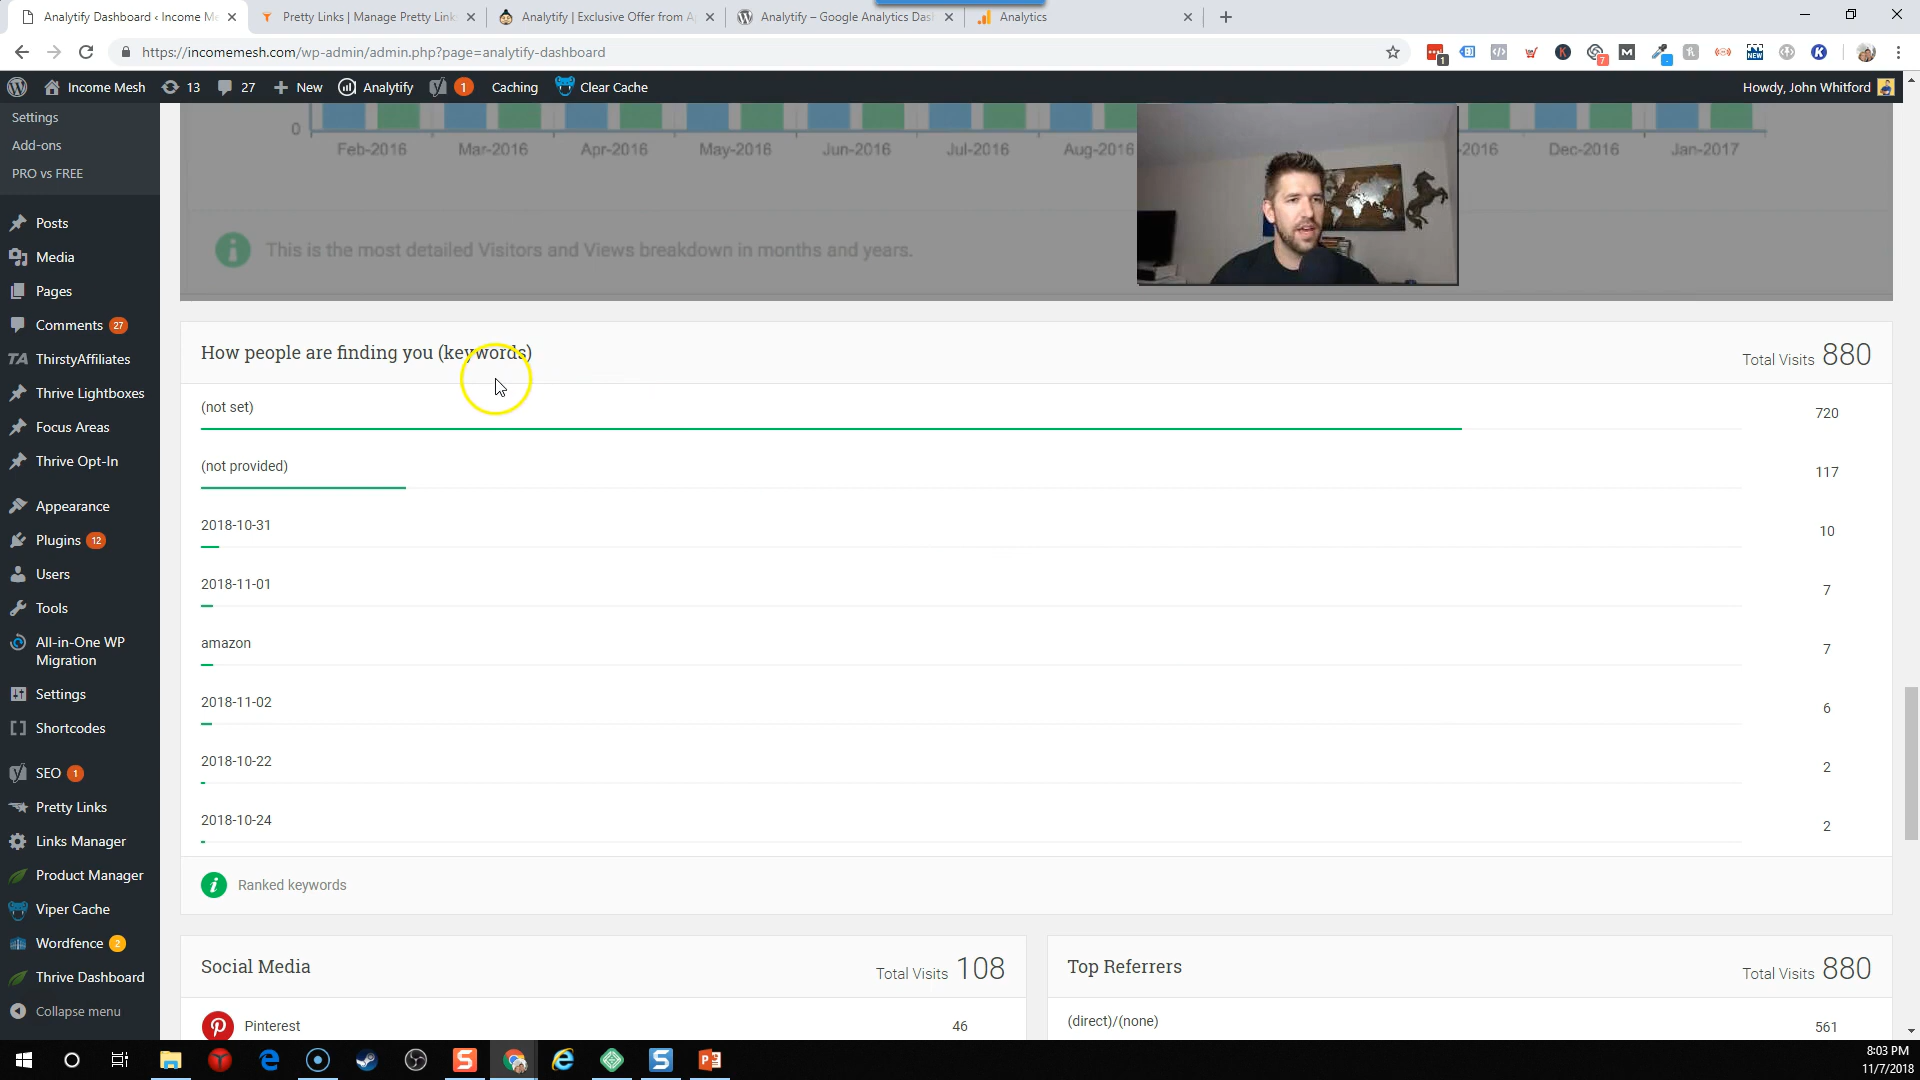 Analytify Dashboard ‹ Income Me
Pretty Links | Manage Pretty Links
Analytify | Exclusive Offer from A
Analytify – Google Analytics Das
Analytics
https://incomemesh.com/wp-admin/admin.php?page=analytify-dashboard
1
7
NEW
Income Mesh
13
27
New
Analytify
1
Caching
Clear Cache
Howdy, John Whitford
Settings
Add-ons
PRO vs FREE
Posts
Media
Pages
Comments 27
TA ThirstyAffiliates
Thrive Lightboxes
Focus Areas
Thrive Opt-In
Appearance
Plugins 12
Users
Tools
All-in-One WP
Migration
Settings
Shortcodes
SEO 1
Pretty Links
Links Manager
Product Manager
Viper Cache
Wordfence 2
Thrive Dashboard
Collapse menu
0
Feb-2016 Mar-2016 Apr-2016 May-2016 Jun-2016 Jul-2016 Aug-2016 -2016 Dec-2016 Jan-2017
This is the most detailed Visitors and Views breakdown in months and years.
How people are finding you (keywords)
Total Visits 880
(not set) 720
(not provided) 117
2018-10-31 10
2018-11-01 7
amazon 7
2018-11-02 6
2018-10-22 2
2018-10-24 2
Ranked keywords
Social Media Total Visits 108
Pinterest 46
Top Referrers Total Visits 880
(direct)/(none) 561
8:03 PM
11/7/2018